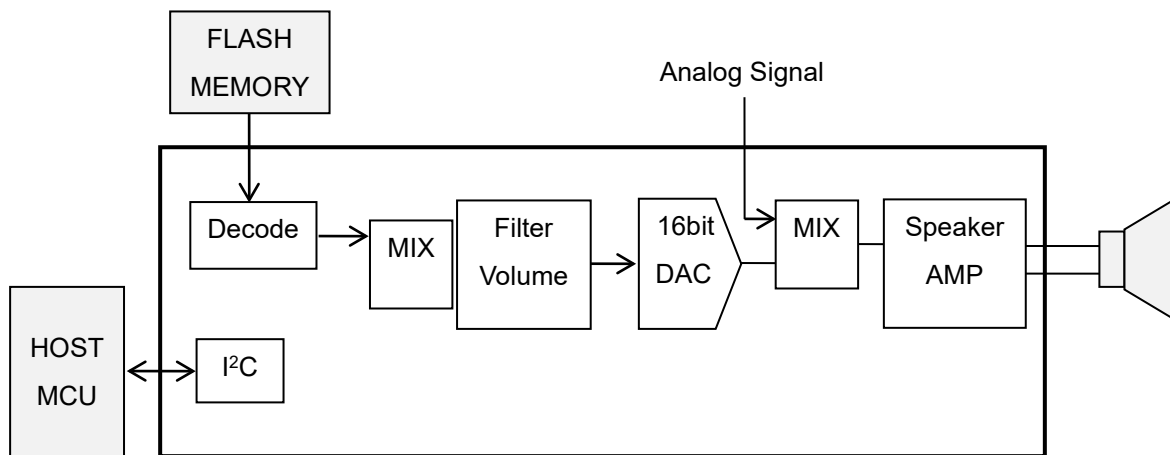 FLASH
MEMORY
Analog Signal
Decode
MIX
Filter
Volume
16bit
DAC
MIX
Speaker
AMP
HOST
MCU
I²C